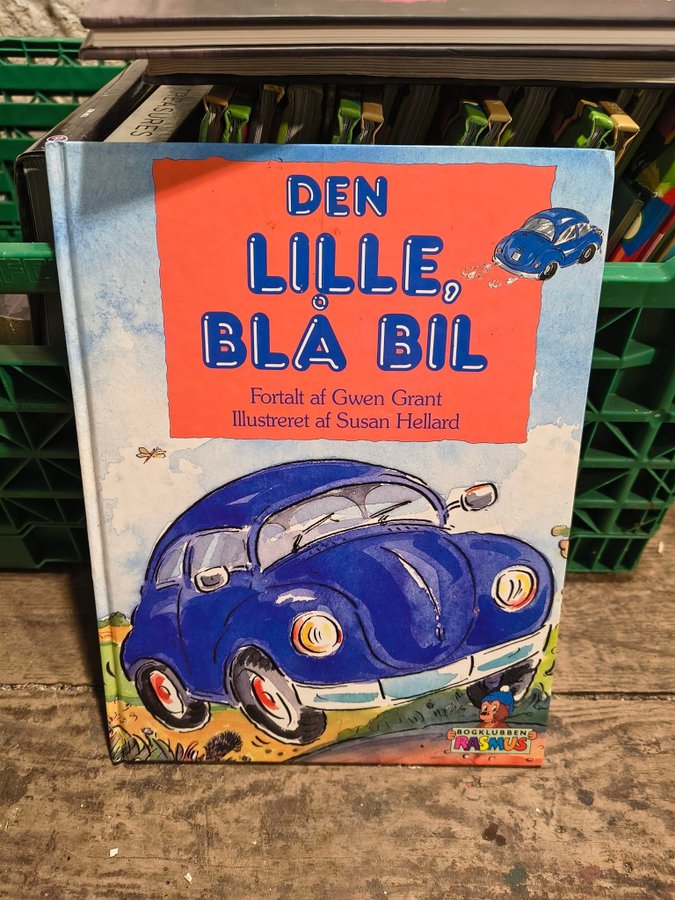 DEN
LILLE,
BLÅ BIL
Fortalt af Gwen Grant
Illustreret af Susan Hellard
BOGKLUBBEN
RASMUS